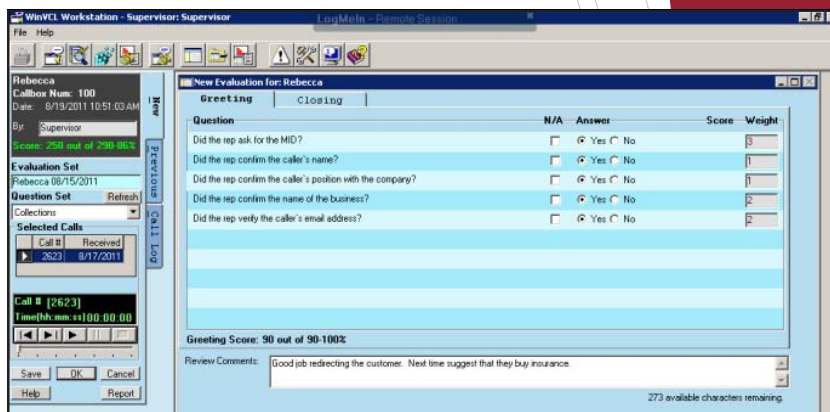 WinVCL Workstation - Supervisor: Supervisor
LogMeIn - Remote Session
File Help
Rebecca
Callbox Num: 100
Date: 8/19/2011 10:51:03 AM
By: Supervisor
Score: 250 out of 290-86%
Evaluation Set
Rebecca 08/15/2011
Question Set Refresh
Collections
Selected Calls
Call # Received
2623 8/17/2011
Call # [2623]
Time(hh:mm:ss)00:00:00
Save OK Cancel
Help Report
New
Previous
Call Log
New Evaluation for: Rebecca
Greeting Closing
Question N/A Answer Score Weight
Did the rep ask for the MID? Yes No 3
Did the rep confirm the caller's name? Yes No 1
Did the rep confirm the caller's position with the company? Yes No 1
Did the rep confirm the name of the business? Yes No 2
Did the rep verify the caller's email address? Yes No 2
Greeting Score: 90 out of 90-100%
Review Comments: Good job redirecting the customer. Next time suggest that they buy insurance.
273 available characters remaining.